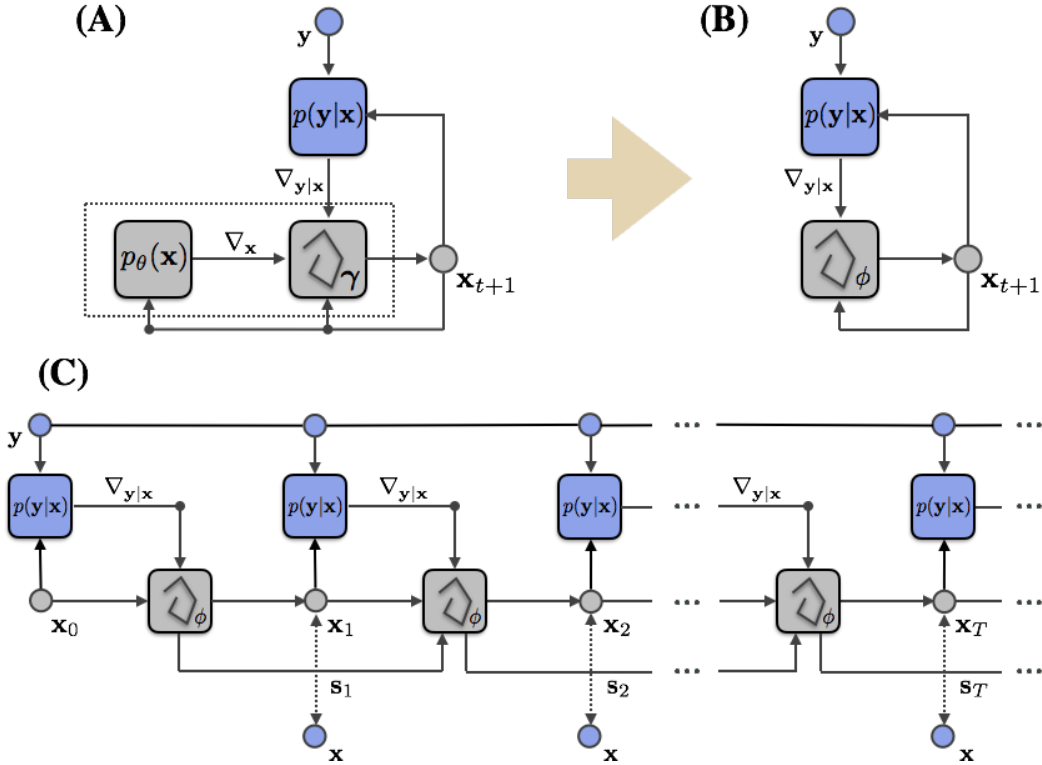 (A)
y
p(y|x)
∇y|x
pθ(x)
∇x
γ
xt+1
(B)
y
p(y|x)
∇y|x
ϕ
xt+1
(C)
y
p(y|x) ∇y|x p(y|x) ∇y|x p(y|x) ∇y|x p(y|x)
ϕ ϕ ϕ
x0 x1 x2 xT
s1 s2 sT
x x x